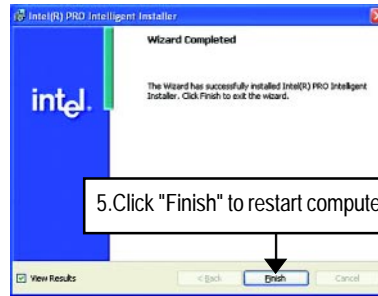 Intel(R) PRO Intelligent Installer
Wizard Completed
The Wizard has successfully installed Intel(R) PRO Intelligent
Installer. Click Finish to exit the wizard.
intel.
5.Click "Finish" to restart compute
View Results
< Back
Finish
Cancel